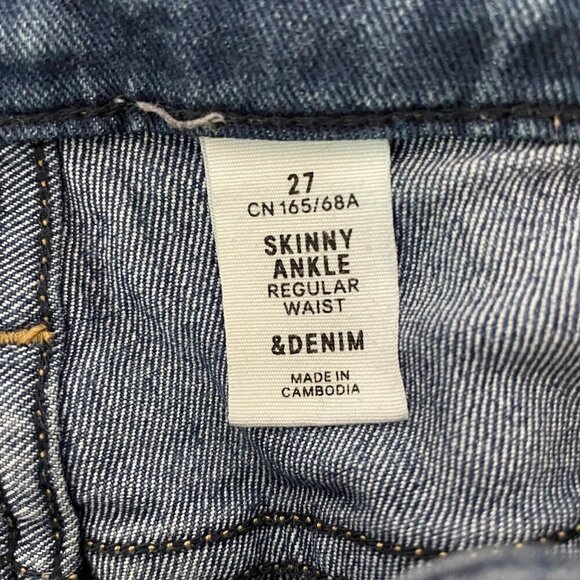 27
CN 165/68A
SKINNY
ANKLE
REGULAR
WAIST
&DENIM
MADE IN
CAMBODIA